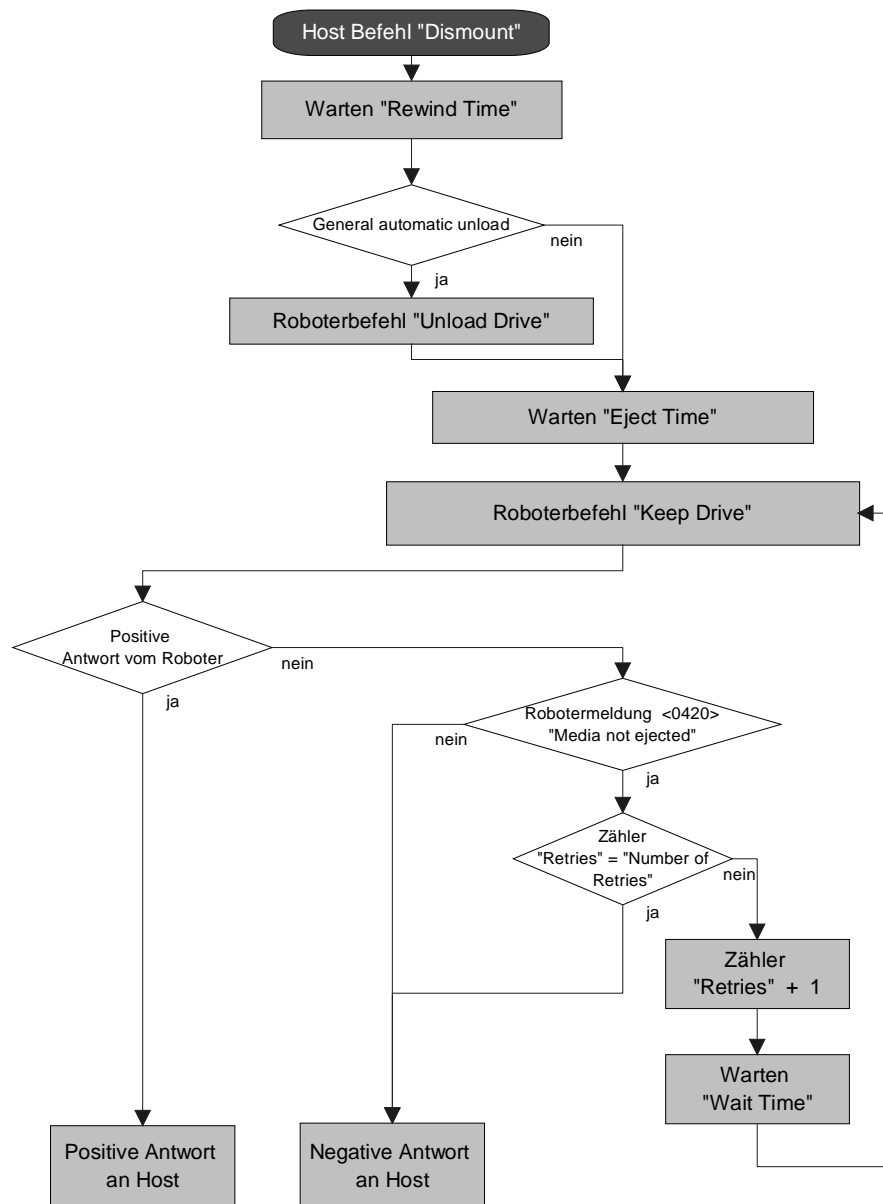 Host Befehl "Dismount"
Warten "Rewind Time"
General automatic unload
nein
ja
Roboterbefehl "Unload Drive"
Warten "Eject Time"
Roboterbefehl "Keep Drive"
Positive
Antwort vom Roboter
nein
ja
Robotermeldung <0420>
"Media not ejected"
nein
ja
Zähler
"Retries" = "Number of
Retries"
nein
ja
Zähler
"Retries" + 1
Warten
"Wait Time"
Positive Antwort
an Host
Negative Antwort
an Host